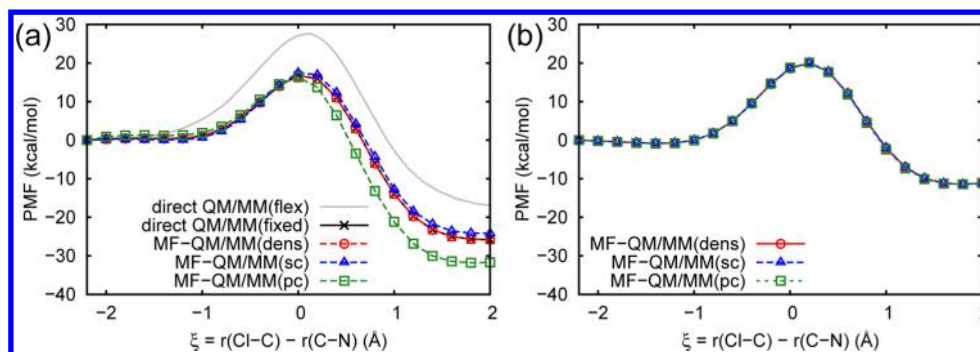 (a)
PMF (kcal/mol)
30
20
10
0
−10
−20
−30
−40
direct QM/MM(flex)
direct QM/MM(fixed)
MF−QM/MM(dens)
MF−QM/MM(sc)
MF−QM/MM(pc)
−2 −1 0 1 2
ξ = r(Cl−C) − r(C−N) (Å)
(b)
PMF (kcal/mol)
30
20
10
0
−10
−20
−30
−40
MF−QM/MM(dens)
MF−QM/MM(sc)
MF−QM/MM(pc)
−2 −1 0 1 2
ξ = r(Cl−C) − r(C−N) (Å)